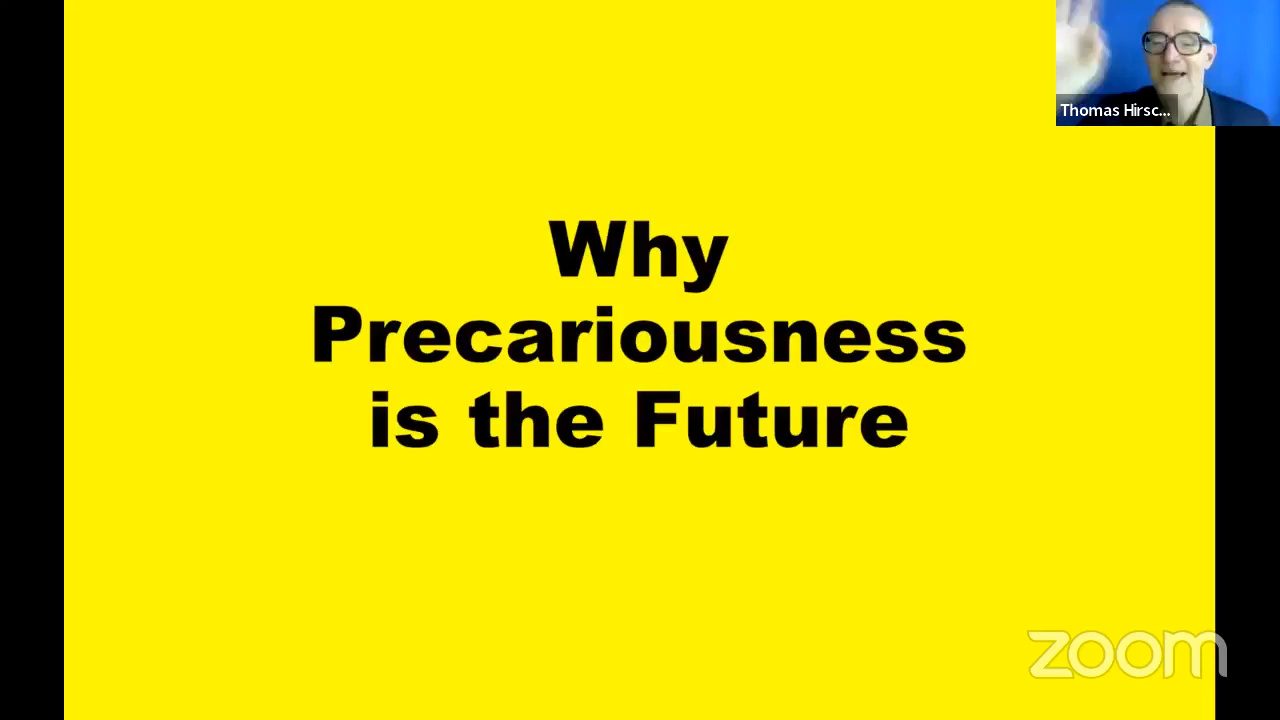 Thomas Hirsc...
Why
Precariousness
is the Future
zoom